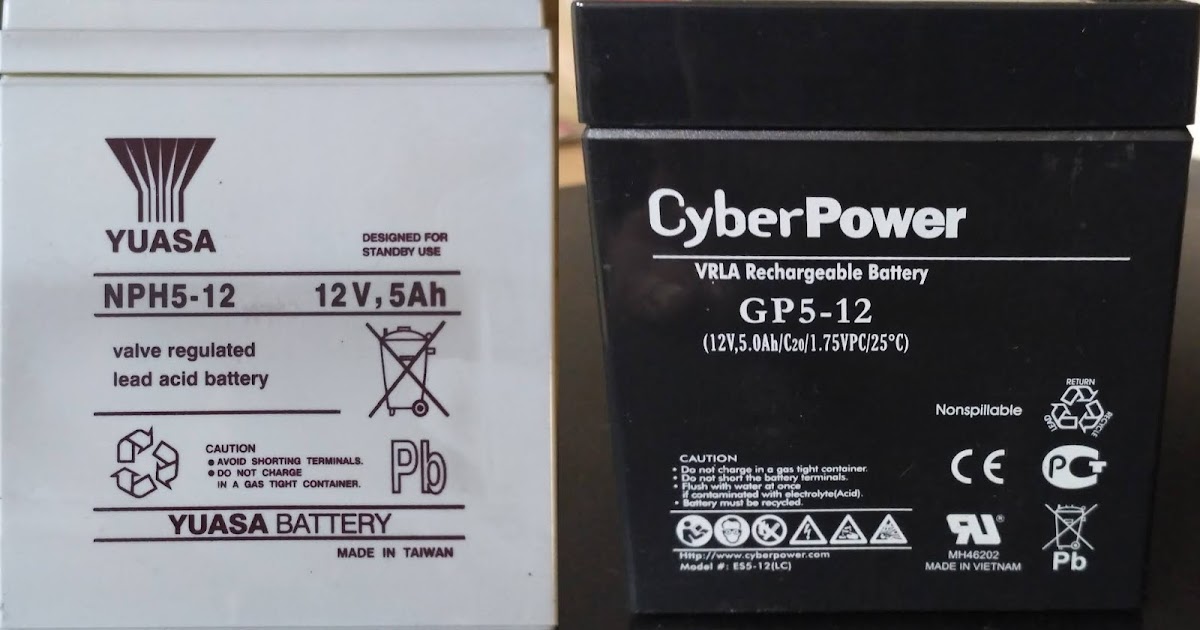 YUASA
DESIGNED FOR
STANDBY USE
NPH5-12 12V, 5Ah
valve regulated
lead acid battery
CAUTION
● AVOID SHORTING TERMINALS.
● DO NOT CHARGE
IN A GAS TIGHT CONTAINER.
Pb
YUASA BATTERY
MADE IN TAIWAN
CyberPower
VRLA Rechargeable Battery
GP5-12
(12V,5.0Ah/C20/1.75VPC/25°C)
Nonspillable
RETURN
LEAD
RECYCLE
CAUTION
• Do not charge in a gas tight container.
• Do not short the battery terminals.
• Flush with water at once
if contaminated with electrolyte(Acid).
• Battery must be recycled.
CE
PCT
RU®
MH46202
MADE IN VIETNAM
Pb
Http://www.cyberpower.com
Model #: ES5-12(LC)